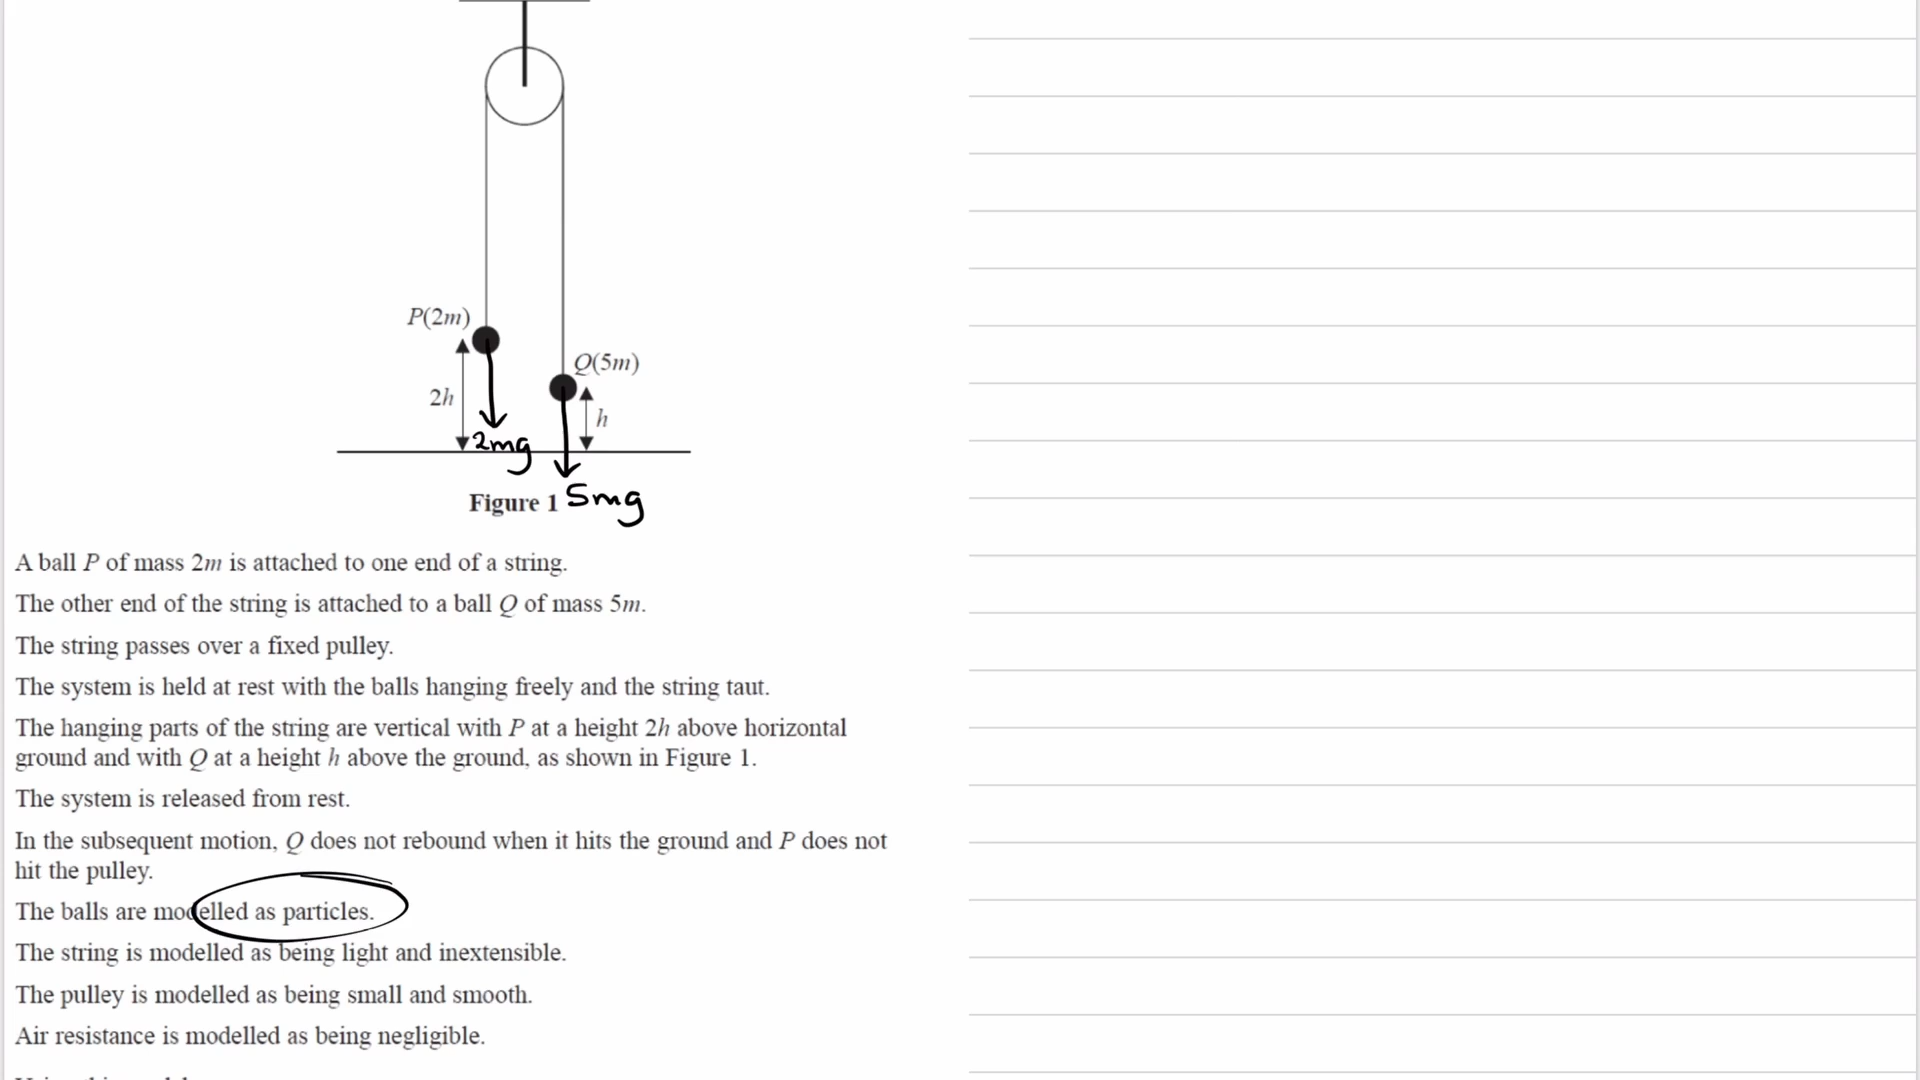 P(2m)
Q(5m)
2h
h
2mg
Figure 1
5mg
A ball P of mass 2m is attached to one end of a string.
The other end of the string is attached to a ball Q of mass 5m.
The string passes over a fixed pulley.
The system is held at rest with the balls hanging freely and the string taut.
The hanging parts of the string are vertical with P at a height 2h above horizontal
ground and with Q at a height h above the ground, as shown in Figure 1.
The system is released from rest.
In the subsequent motion, Q does not rebound when it hits the ground and P does not
hit the pulley.
The balls are modelled as particles.
The string is modelled as being light and inextensible.
The pulley is modelled as being small and smooth.
Air resistance is modelled as being negligible.